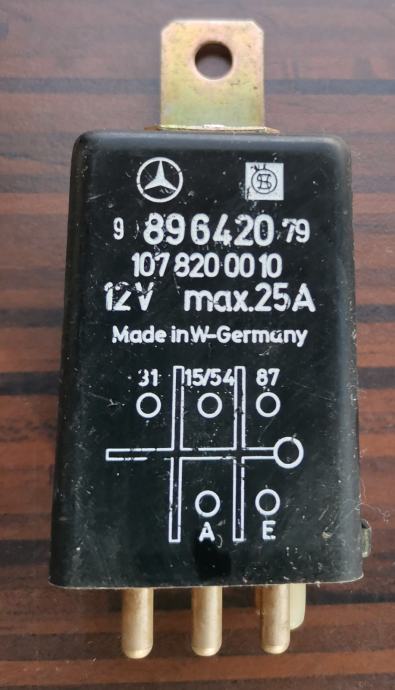 9 896420 79
107 820 00 10
12V max.25A
Made in W-Germany
31 15/54 87
A E